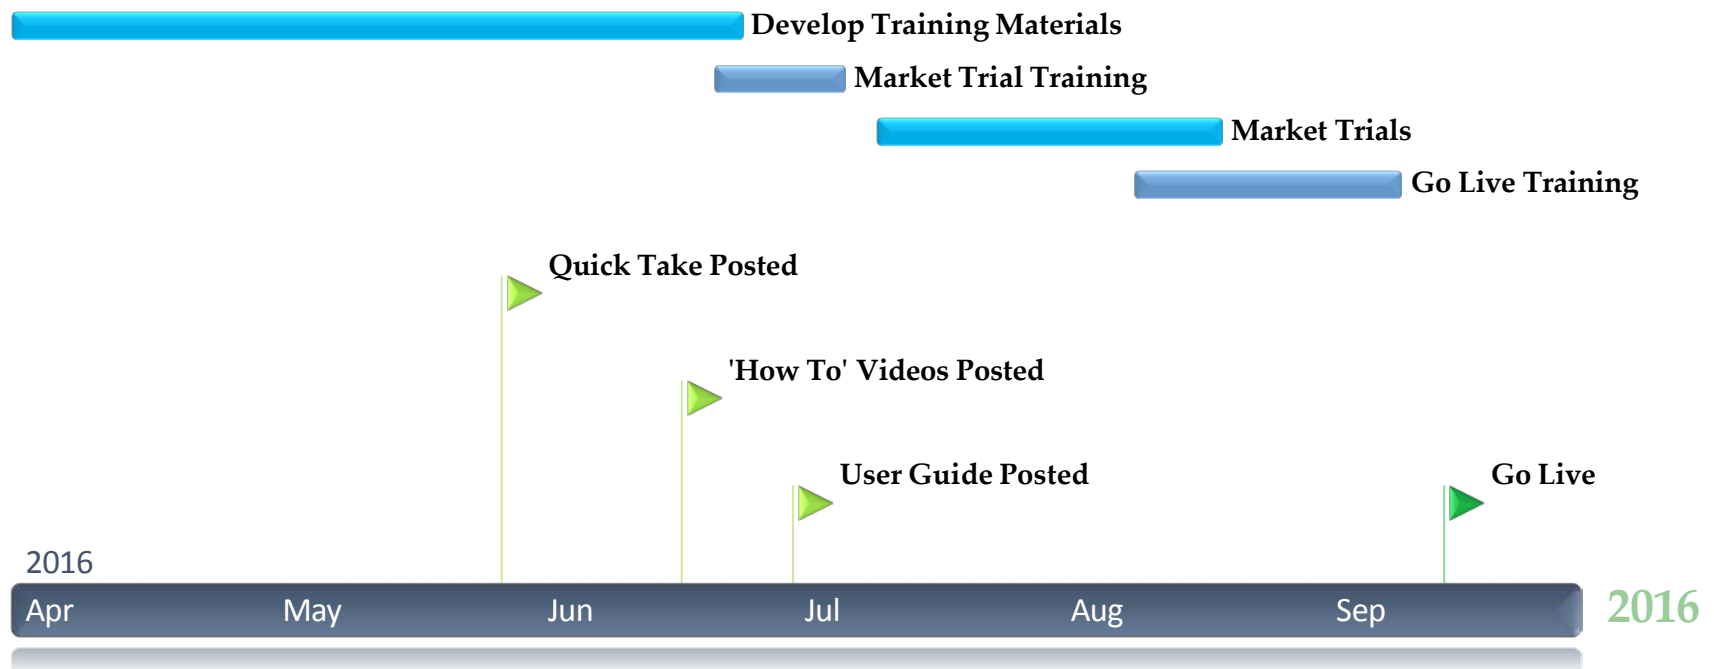 Develop Training Materials
Market Trial Training
Market Trials
Go Live Training
Quick Take Posted
'How To' Videos Posted
User Guide Posted
Go Live
2016
Apr May Jun Jul Aug Sep 2016